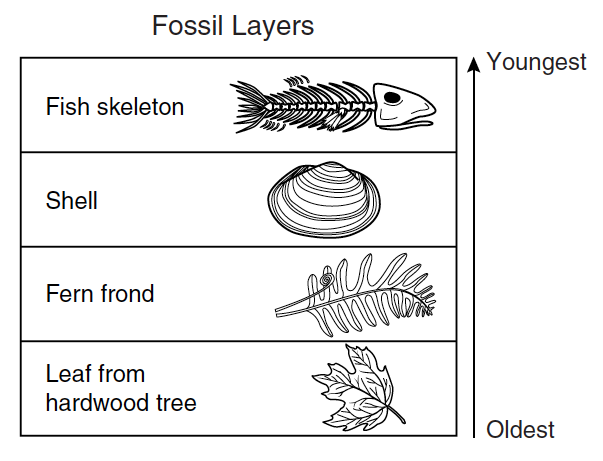 Fossil Layers
Youngest
Fish skeleton
Shell
Fern frond
Leaf from
hardwood tree
Oldest